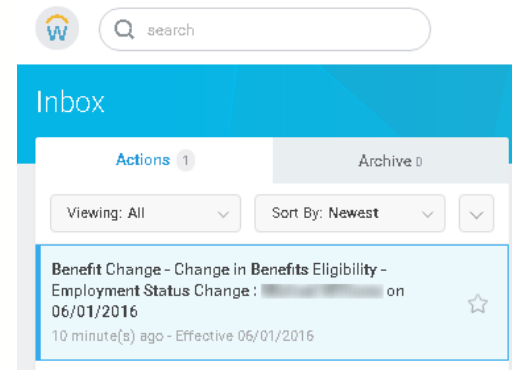 W
search
Inbox
Actions 1
Archive 0
Viewing: All
Sort By: Newest
Benefit Change - Change in Benefits Eligibility -
Employment Status Change : on
06/01/2016
10 minute(s) ago - Effective 06/01/2016